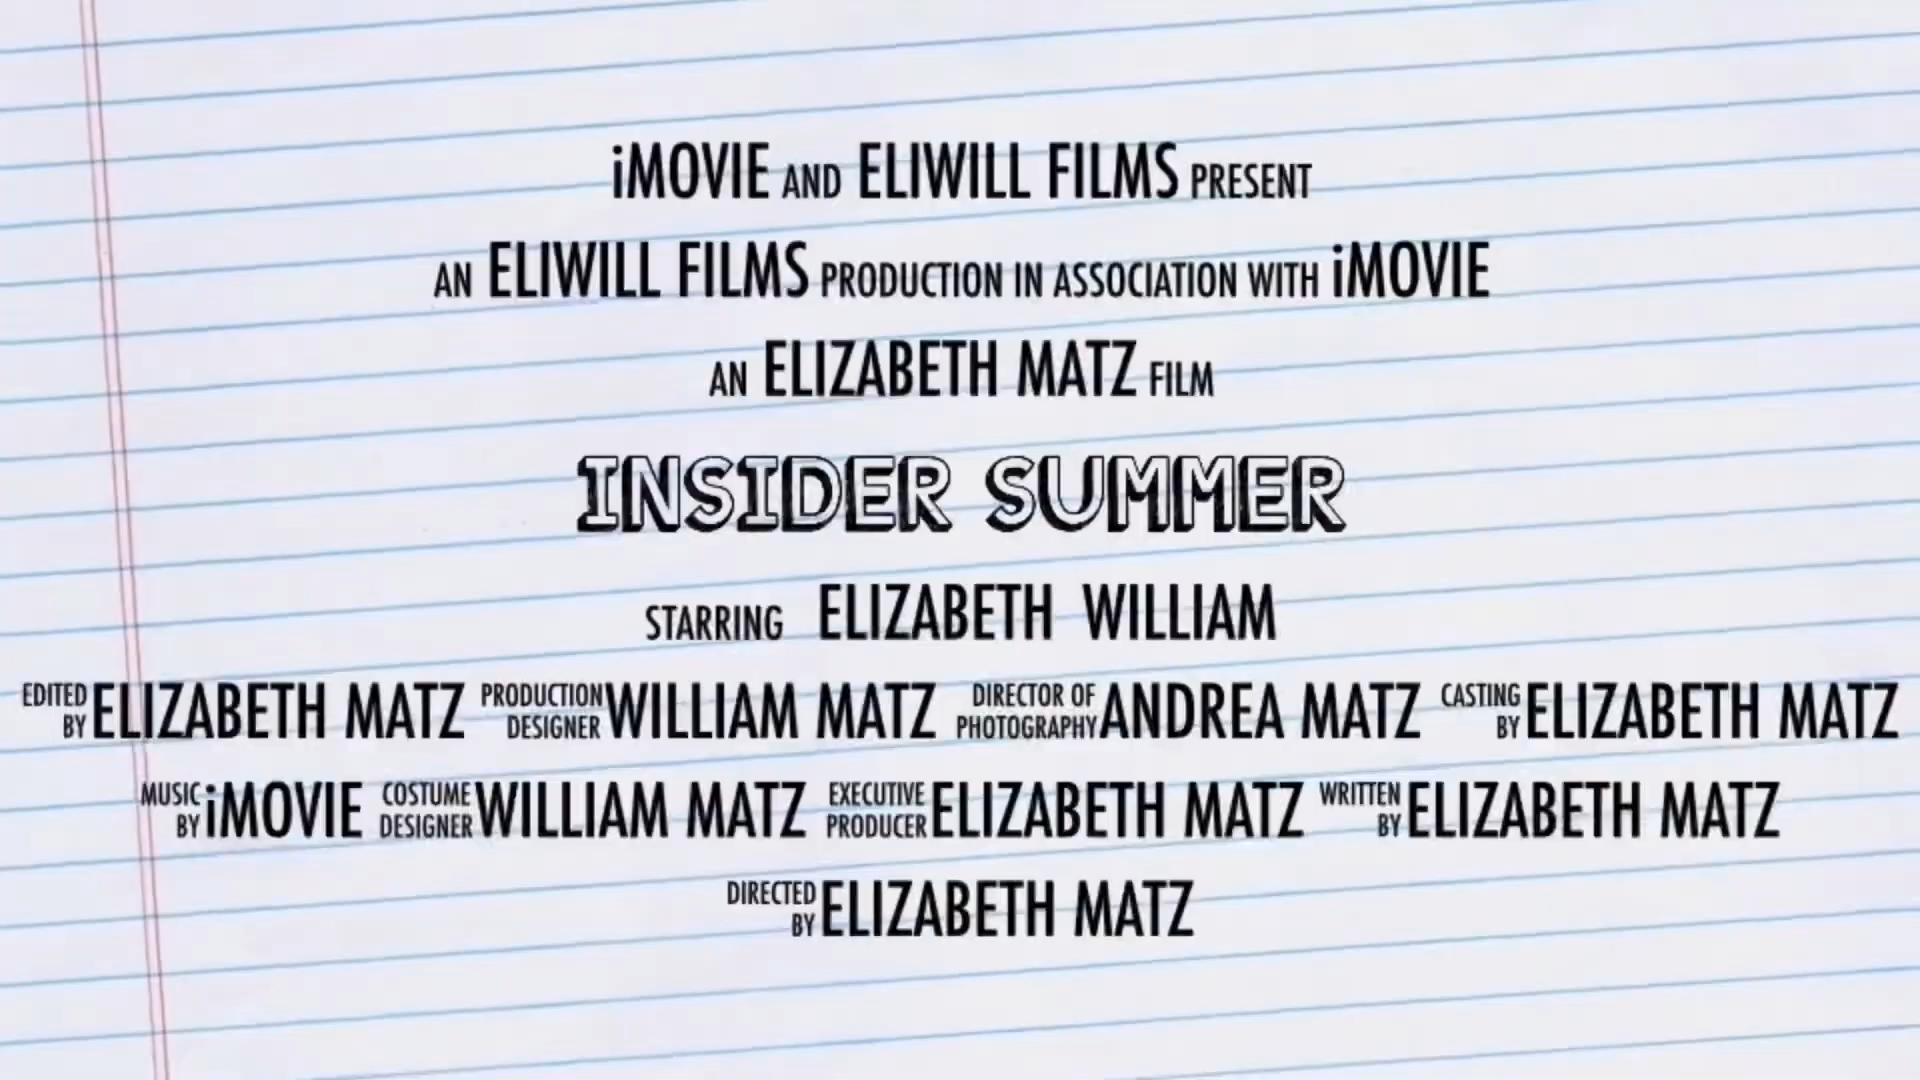 iMOVIE AND ELIWILL FILMS PRESENT
AN ELIWILL FILMS PRODUCTION IN ASSOCIATION WITH iMOVIE
AN ELIZABETH MATZ FILM
INSIDER SUMMER
STARRING ELIZABETH WILLIAM
EDITED BY ELIZABETH MATZ PRODUCTION DESIGNER WILLIAM MATZ DIRECTOR OF PHOTOGRAPHY ANDREA MATZ CASTING BY ELIZABETH MATZ
MUSIC BY iMOVIE COSTUME DESIGNER WILLIAM MATZ EXECUTIVE PRODUCER ELIZABETH MATZ WRITTEN BY ELIZABETH MATZ
DIRECTED BY ELIZABETH MATZ